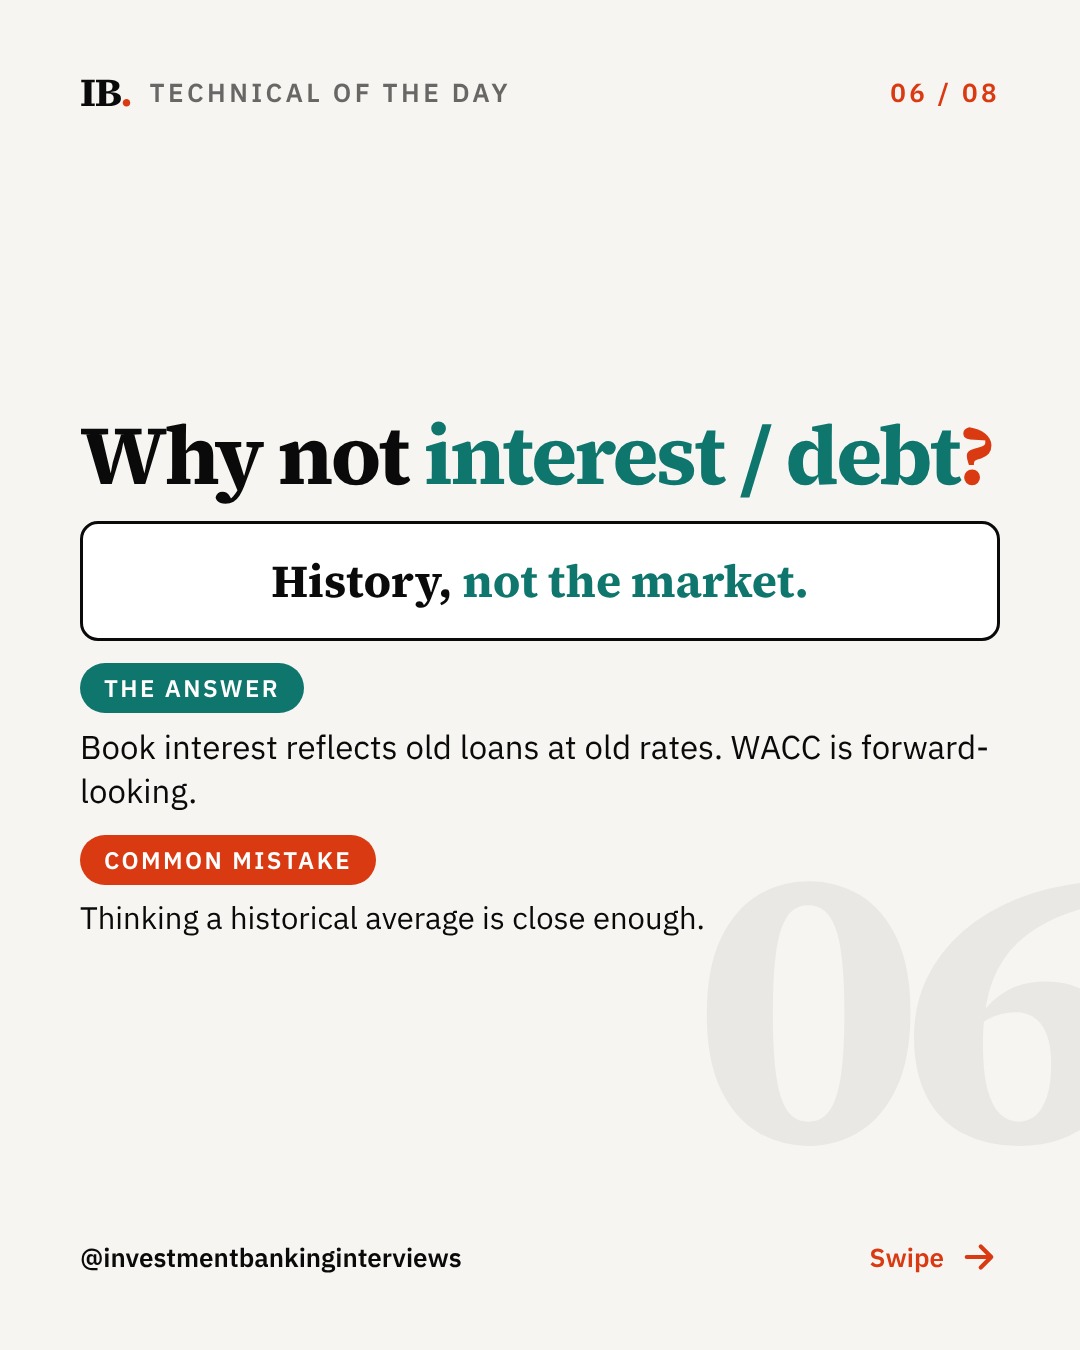 IB. TECHNICAL OF THE DAY
06 / 08
Why not interest / debt?
History, not the market.
THE ANSWER
Book interest reflects old loans at old rates. WACC is forward-
looking.
COMMON MISTAKE
Thinking a historical average is close enough.
06
@investmentbankinginterviews
Swipe →